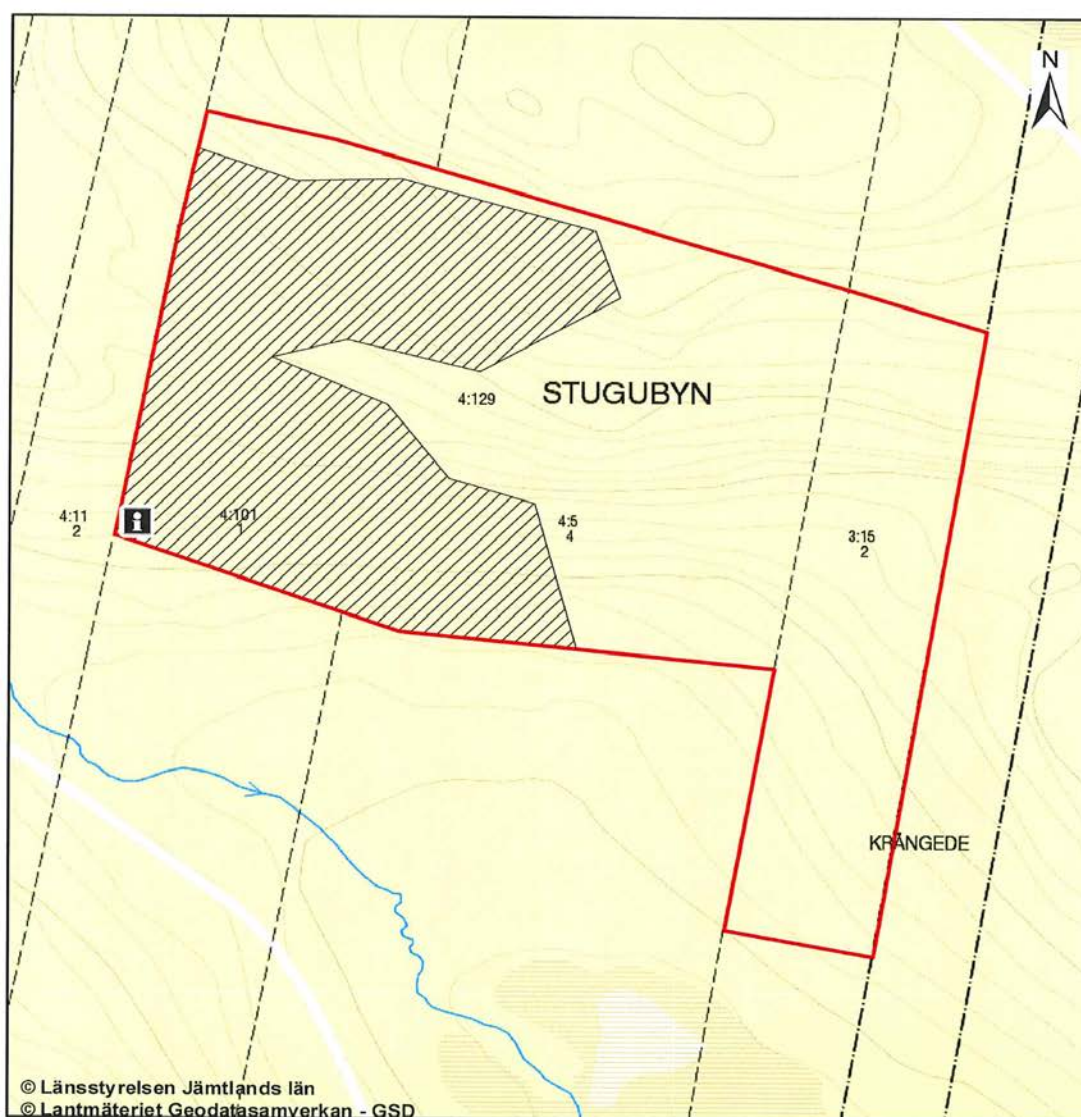 N
4:129
STUGUBYN
4:11
2
i
4:101
1
4:5
4
3:15
2
KRÅNGEDE
© Länsstyrelsen Jämtlands län
© Lantmäteriet Geodatasamverkan - GSD